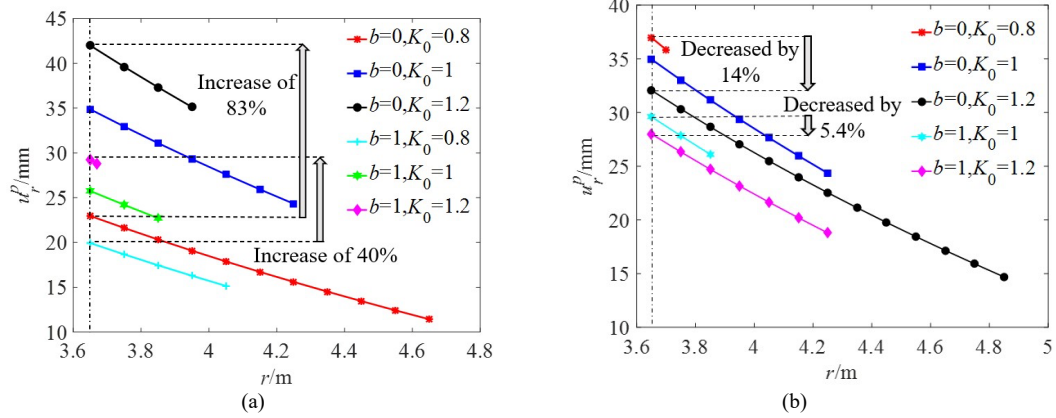 45
40
35
30
25
20
15
10
u_r^p/mm
3.6
3.8
4
4.2
4.4
4.6
4.8
r/m
Increase of
83%
Increase of 40%
b=0,K₀=0.8
b=0,K₀=1
b=0,K₀=1.2
b=1,K₀=0.8
b=1,K₀=1
b=1,K₀=1.2
(a)
40
35
30
25
20
15
10
u_r^p/mm
3.6
3.8
4
4.2
4.4
4.6
4.8
5
r/m
Decreased by
14%
Decreased by
5.4%
b=0,K₀=0.8
b=0,K₀=1
b=0,K₀=1.2
b=1,K₀=1
b=1,K₀=1.2
(b)